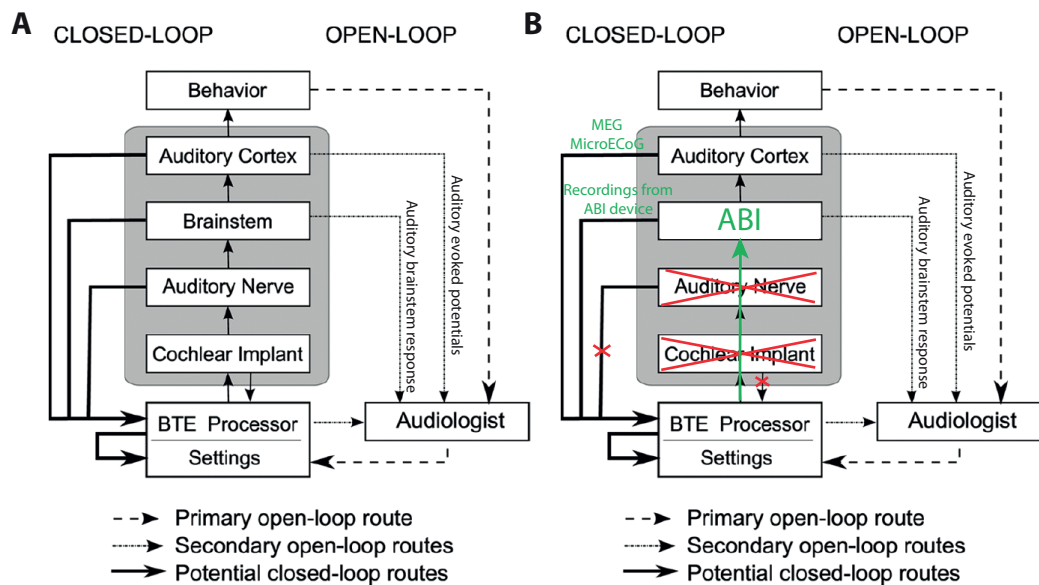 A
CLOSED-LOOP
OPEN-LOOP
Behavior
Auditory Cortex
Brainstem
Auditory Nerve
Cochlear Implant
BTE Processor
Settings
Audiologist
Auditory evoked potentials
Auditory brainstem response
Primary open-loop route
Secondary open-loop routes
Potential closed-loop routes
B
CLOSED-LOOP
OPEN-LOOP
Behavior
MEG
MicroECoG
Auditory Cortex
Recordings from
ABI device
ABI
Auditory Nerve
Cochlear Implant
BTE Processor
Settings
Audiologist
Auditory evoked potentials
Auditory brainstem response
Primary open-loop route
Secondary open-loop routes
Potential closed-loop routes